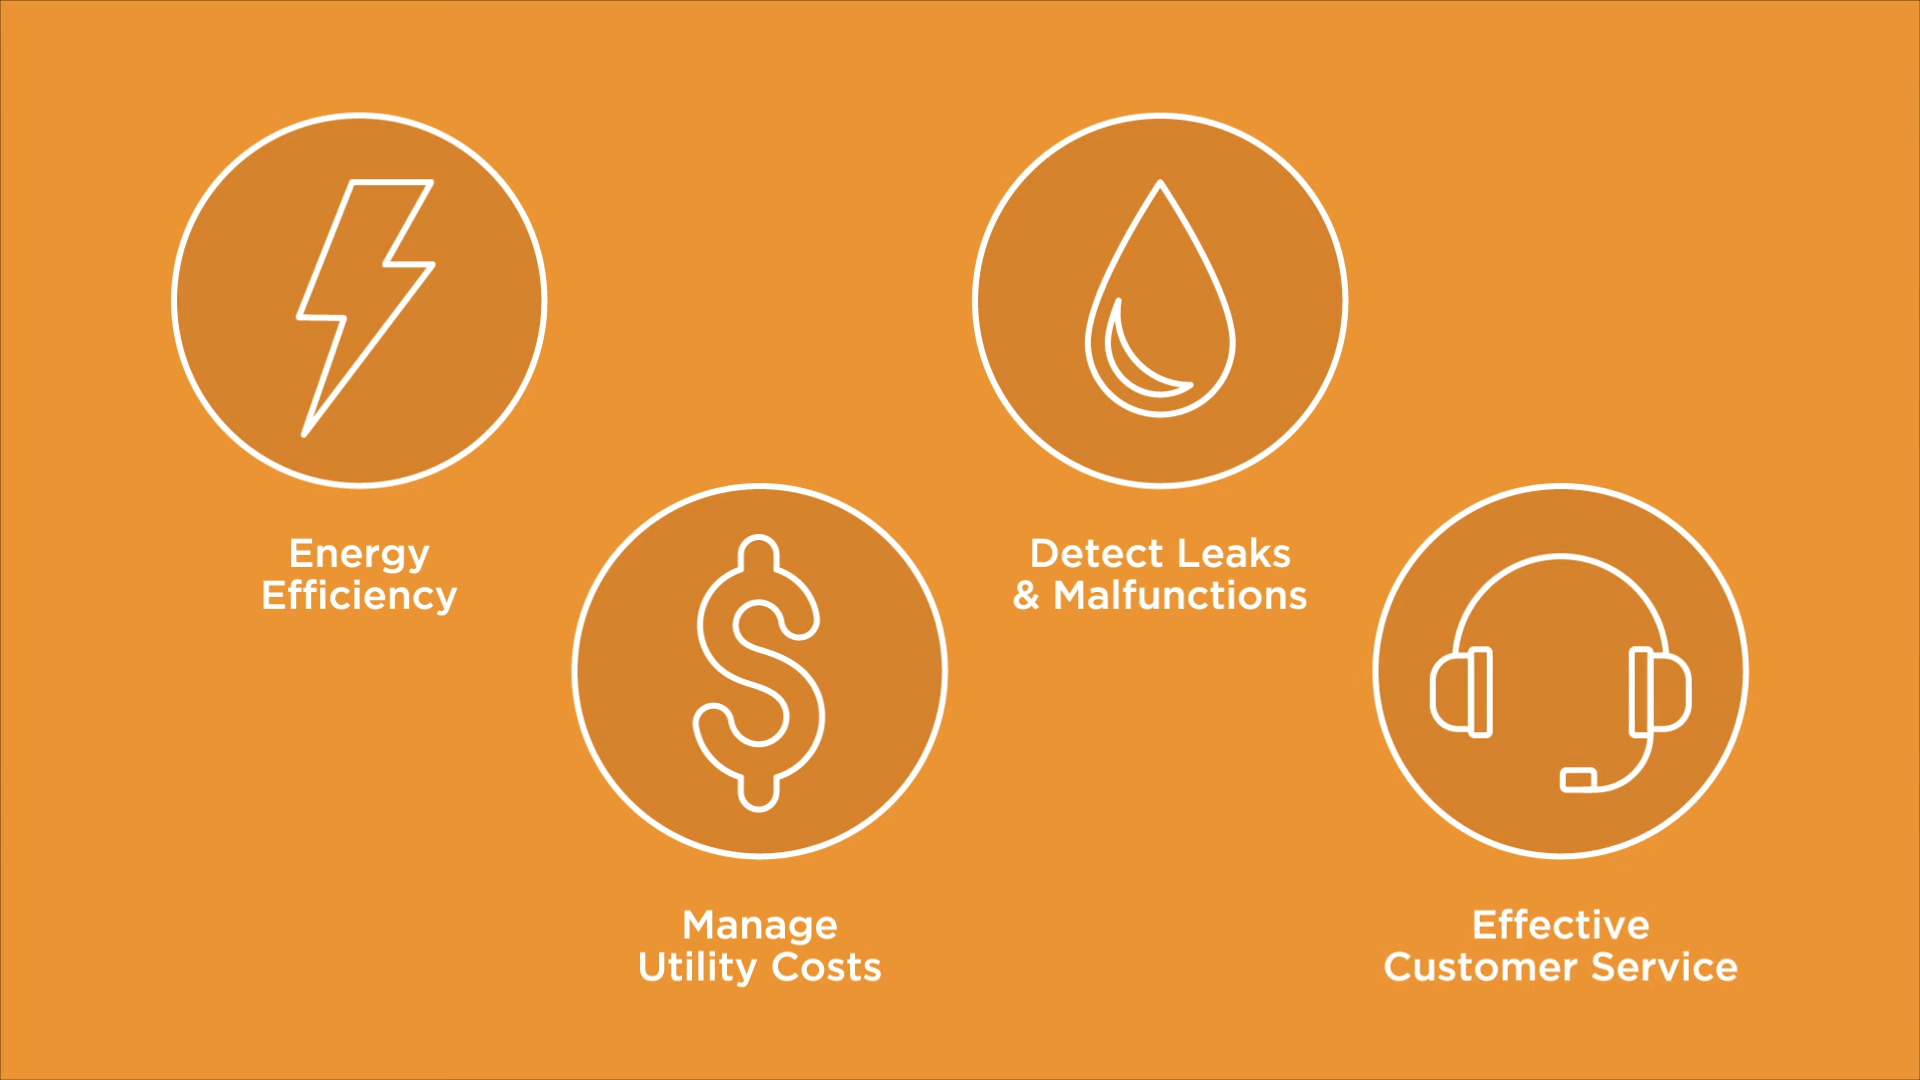 Energy
Efficiency
Manage
Utility Costs
Detect Leaks
& Malfunctions
Effective
Customer Service